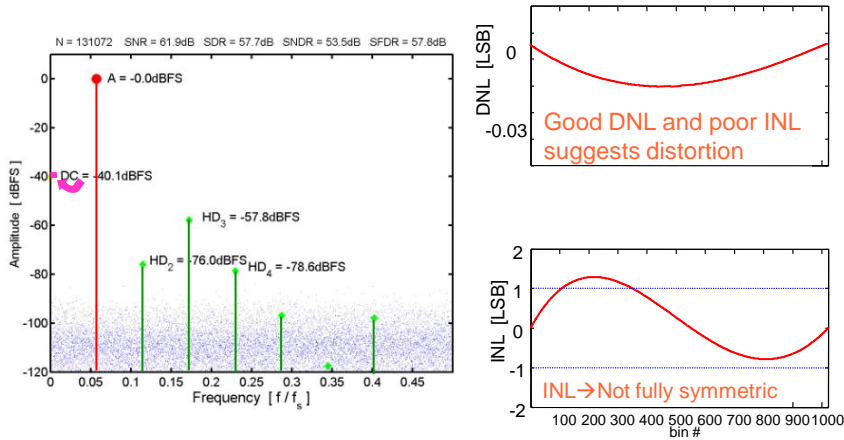 N = 131072 SNR = 61.9dB SDR = 57.7dB SNDR = 53.5dB SFDR = 57.8dB
A = -0.0dBFS
DC = -40.1dBFS
HD3 = -57.8dBFS
HD2 = -76.0dBFS
HD4 = -78.6dBFS
Amplitude [ dBFS ]
0
-20
-40
-60
-80
-100
-120
0 0.05 0.1 0.15 0.2 0.25 0.3 0.35 0.4 0.45
Frequency [ f / fs ]
DNL [LSB]
0
-0.03
Good DNL and poor INL
suggests distortion
INL [LSB]
2
1
0
-1
-2
INL→Not fully symmetric
100 200 300 400 500 600 700 800 900 1000
bin #